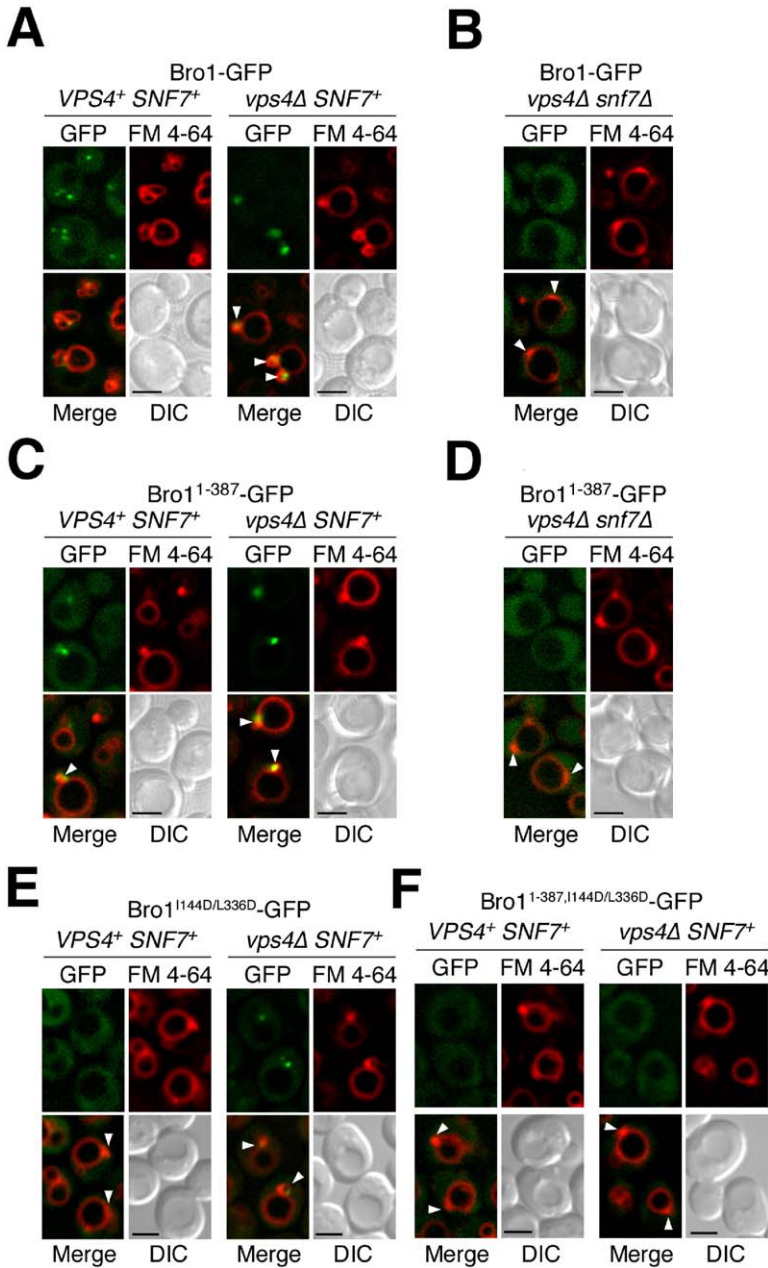 A
Bro1-GFP
VPS4⁺ SNF7⁺ vps4Δ SNF7⁺
GFP FM 4-64 GFP FM 4-64
Merge DIC Merge DIC
B
Bro1-GFP
vps4Δ snf7Δ
GFP FM 4-64
Merge DIC
C
Bro1¹⁻³⁸⁷-GFP
VPS4⁺ SNF7⁺ vps4Δ SNF7⁺
GFP FM 4-64 GFP FM 4-64
Merge DIC Merge DIC
D
Bro1¹⁻³⁸⁷-GFP
vps4Δ snf7Δ
GFP FM 4-64
Merge DIC
E
Bro1ᴵ¹⁴⁴ᴰ/ᴸ³³⁶ᴰ-GFP
VPS4⁺ SNF7⁺ vps4Δ SNF7⁺
GFP FM 4-64 GFP FM 4-64
Merge DIC Merge DIC
F
Bro1¹⁻³⁸⁷,ᴵ¹⁴⁴ᴰ/ᴸ³³⁶ᴰ-GFP
VPS4⁺ SNF7⁺ vps4Δ SNF7⁺
GFP FM 4-64 GFP FM 4-64
Merge DIC Merge DIC